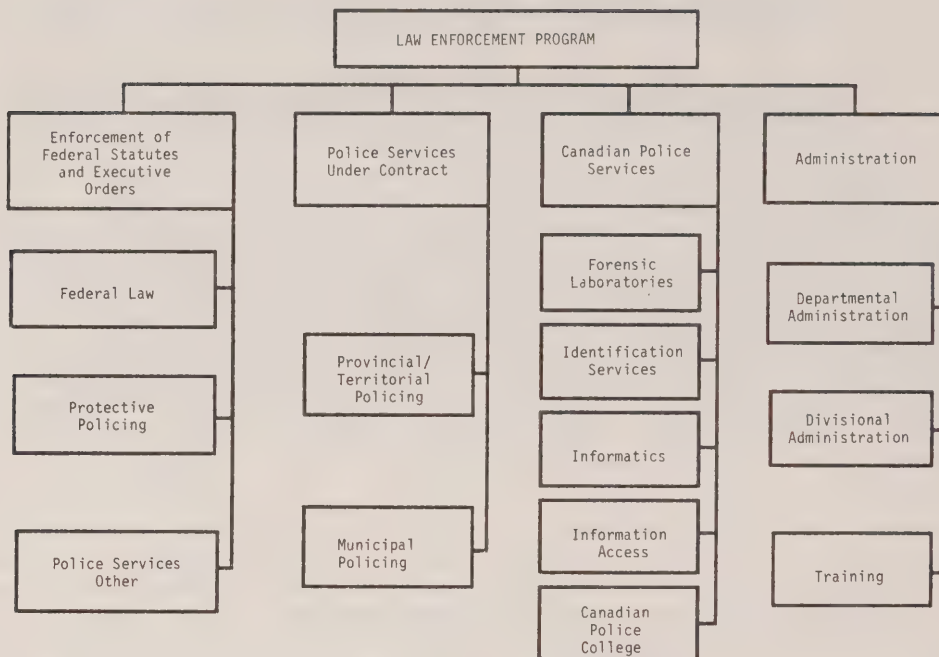 LAW ENFORCEMENT PROGRAM
Enforcement of
Federal Statutes
and Executive
Orders
Federal Law
Protective
Policing
Police Services
Other
Police Services
Under Contract
Provincial/
Territorial
Policing
Municipal
Policing
Canadian Police
Services
Forensic
Laboratories
Identification
Services
Informatics
Information
Access
Canadian
Police
College
Administration
Departmental
Administration
Divisional
Administration
Training